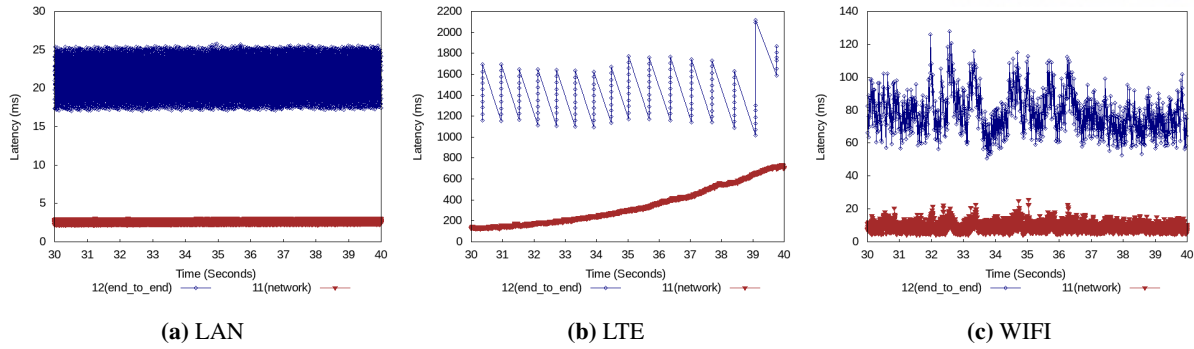 30
25
20
15
10
5
0
Latency (ms)
30 31 32 33 34 35 36 37 38 39 40
Time (Seconds)
12(end_to_end) 11(network)
(a) LAN
2200
2000
1800
1600
1400
1200
1000
800
600
400
200
0
Latency (ms)
30 31 32 33 34 35 36 37 38 39 40
Time (Seconds)
12(end_to_end) 11(network)
(b) LTE
140
120
100
80
60
40
20
0
Latency (ms)
30 31 32 33 34 35 36 37 38 39 40
Time (Seconds)
12(end_to_end) 11(network)
(c) WIFI